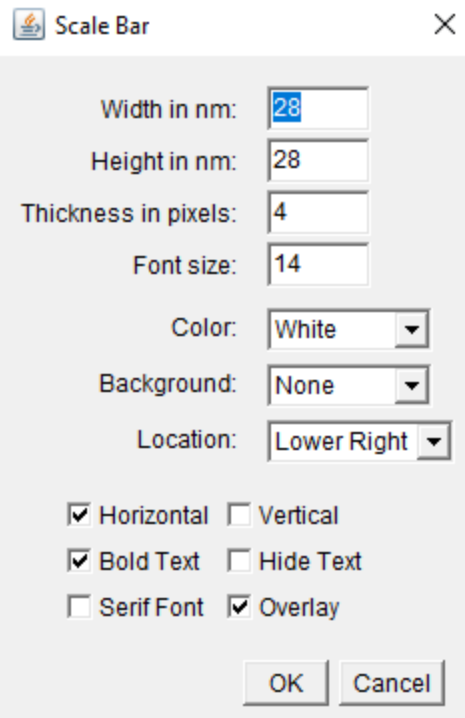 Scale Bar
Width in nm: 28
Height in nm: 28
Thickness in pixels: 4
Font size: 14
Color: White
Background: None
Location: Lower Right
Horizontal Vertical
Bold Text Hide Text
Serif Font Overlay
OK Cancel